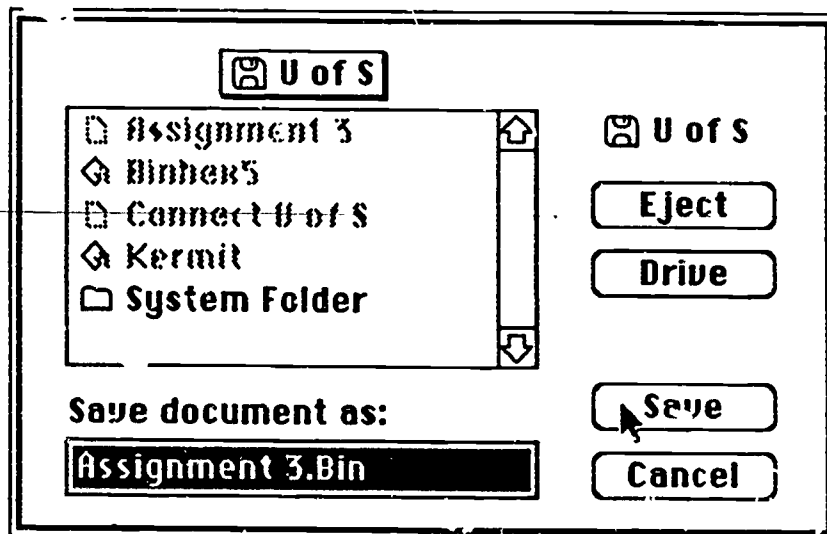 U of S
Assignment 3
Binhex5
Connect U of S
Kermit
System Folder
Save document as:
Assignment 3.Bin
U of S
Eject
Drive
Save
Cancel